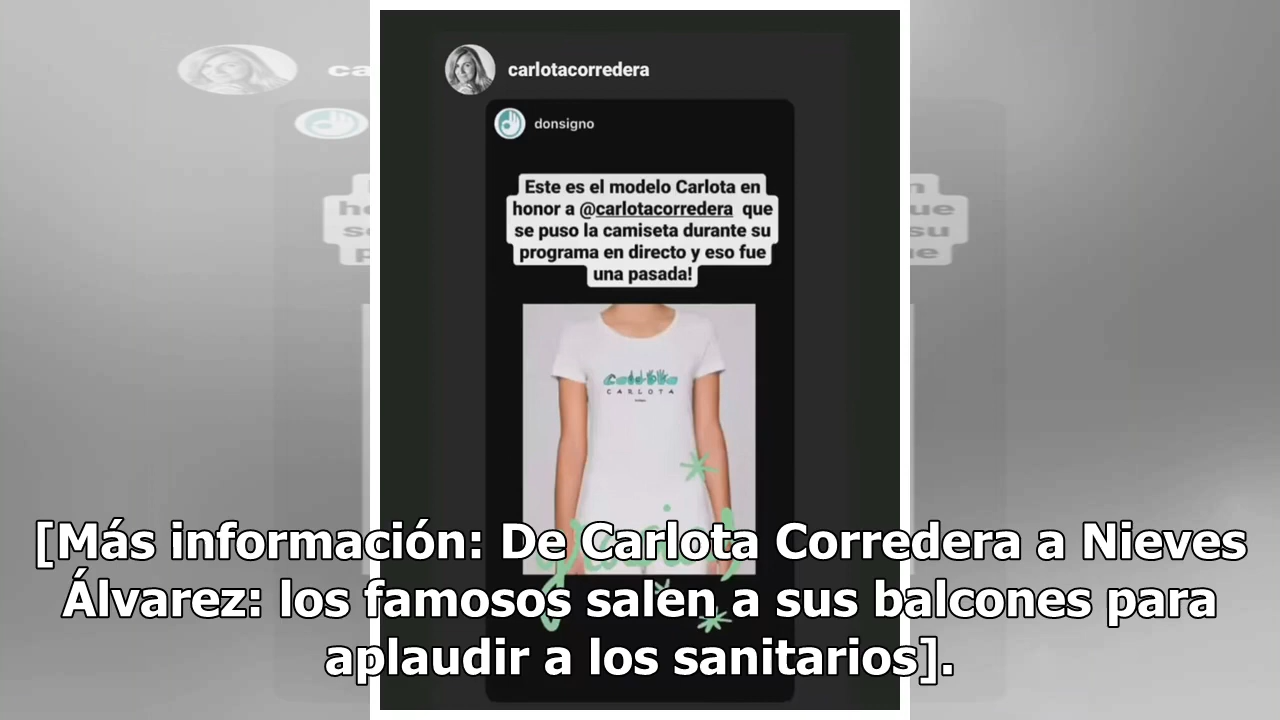 carlotacorredera
donsigno
Este es el modelo Carlota en
honor a @carlotacorredera que
se puso la camiseta durante su
programa en directo y eso fue
una pasada!
CARLOTA
gracias
[Más información: De Carlota Corredera a Nieves
Álvarez: los famosos salen a sus balcones para
aplaudir a los sanitarios].